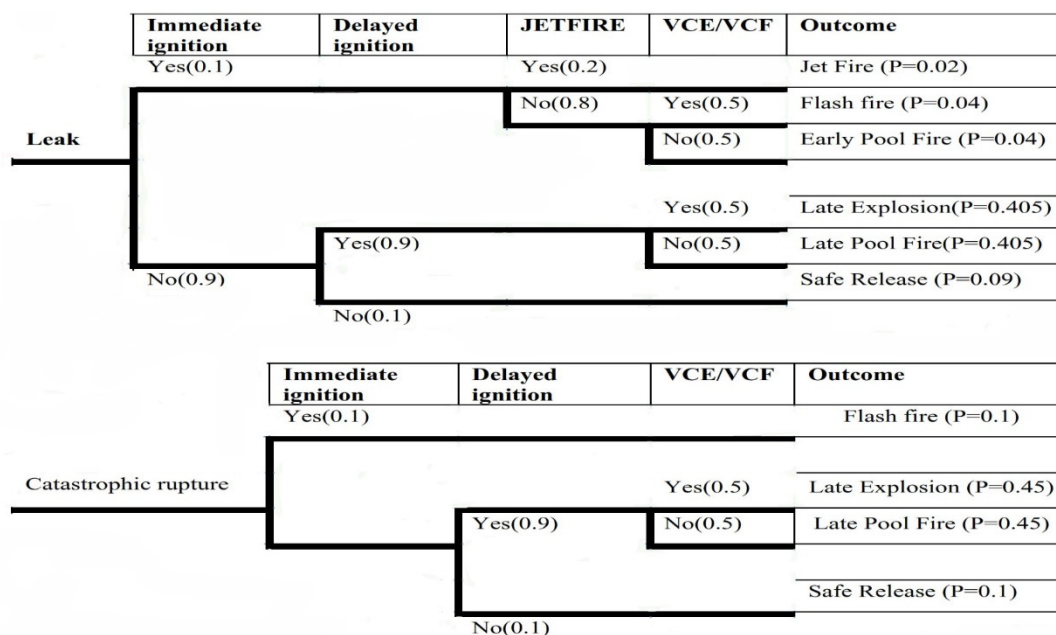 Immediate ignition Delayed ignition JETFIRE VCE/VCF Outcome
Yes(0.1) Yes(0.2) Jet Fire (P=0.02)
No(0.8) Yes(0.5) Flash fire (P=0.04)
Leak No(0.5) Early Pool Fire (P=0.04)
Yes(0.5) Late Explosion(P=0.405)
Yes(0.9) No(0.5) Late Pool Fire(P=0.405)
No(0.9) Safe Release (P=0.09)
No(0.1)
Immediate ignition Delayed ignition VCE/VCF Outcome
Yes(0.1) Flash fire (P=0.1)
Catastrophic rupture Yes(0.5) Late Explosion (P=0.45)
Yes(0.9) No(0.5) Late Pool Fire (P=0.45)
Safe Release (P=0.1)
No(0.1)